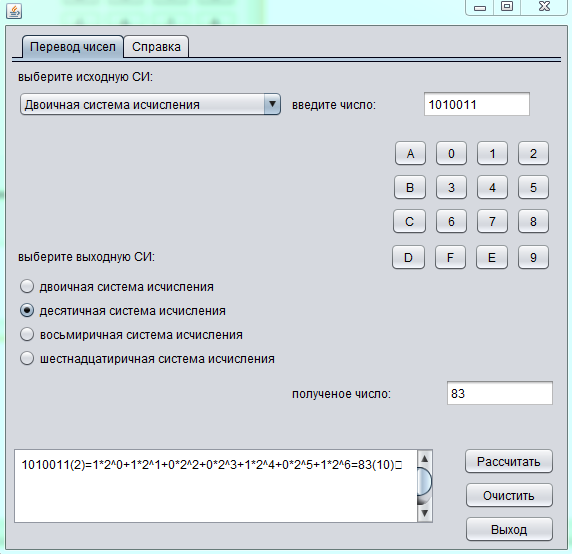 Перевод чисел Справка
выберите исходную СИ:
Двоичная система исчисления введите число: 1010011
A 0 1 2
B 3 4 5
C 6 7 8
выберите выходную СИ: D F E 9
двоичная система исчисления
десятичная система исчисления
восьмиричная система исчисления
шестнадцатиричная система исчисления
полученое число: 83
1010011(2)=1*2^0+1*2^1+0*2^2+0*2^3+1*2^4+0*2^5+1*2^6=83(10)□ Рассчитать
Очистить
Выход